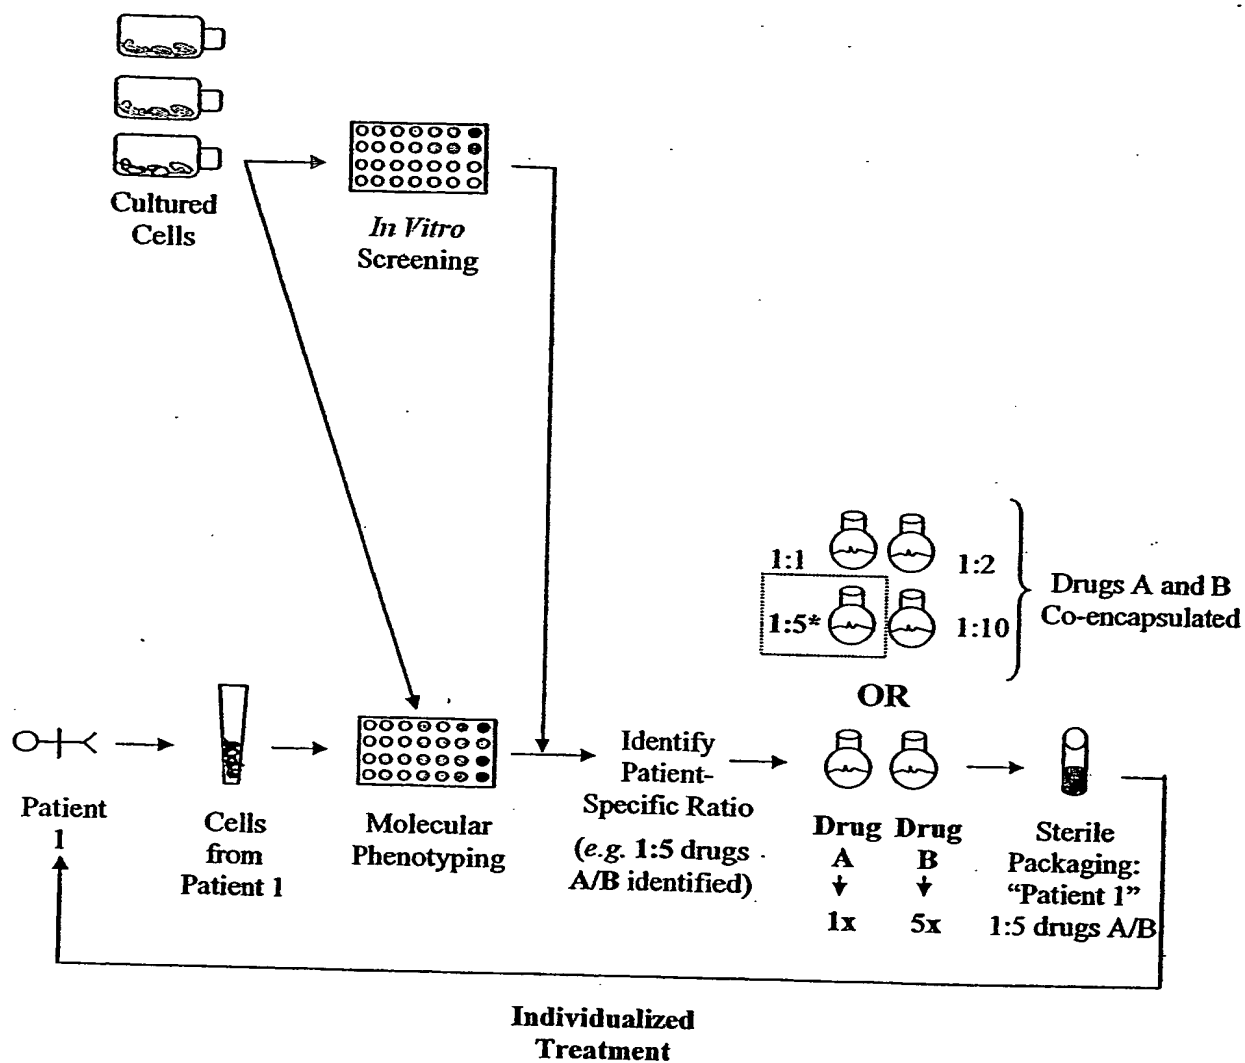 Cultured
Cells
In Vitro
Screening
1:1
1:2
1:5*
1:10
Drugs A and B
Co-encapsulated
OR
Patient
1
Cells
from
Patient 1
Molecular
Phenotyping
Identify
Patient-
Specific Ratio
(e.g. 1:5 drugs
A/B identified)
Drug Drug
A B
1x 5x
Sterile
Packaging:
“Patient 1”
1:5 drugs A/B
Individualized
Treatment